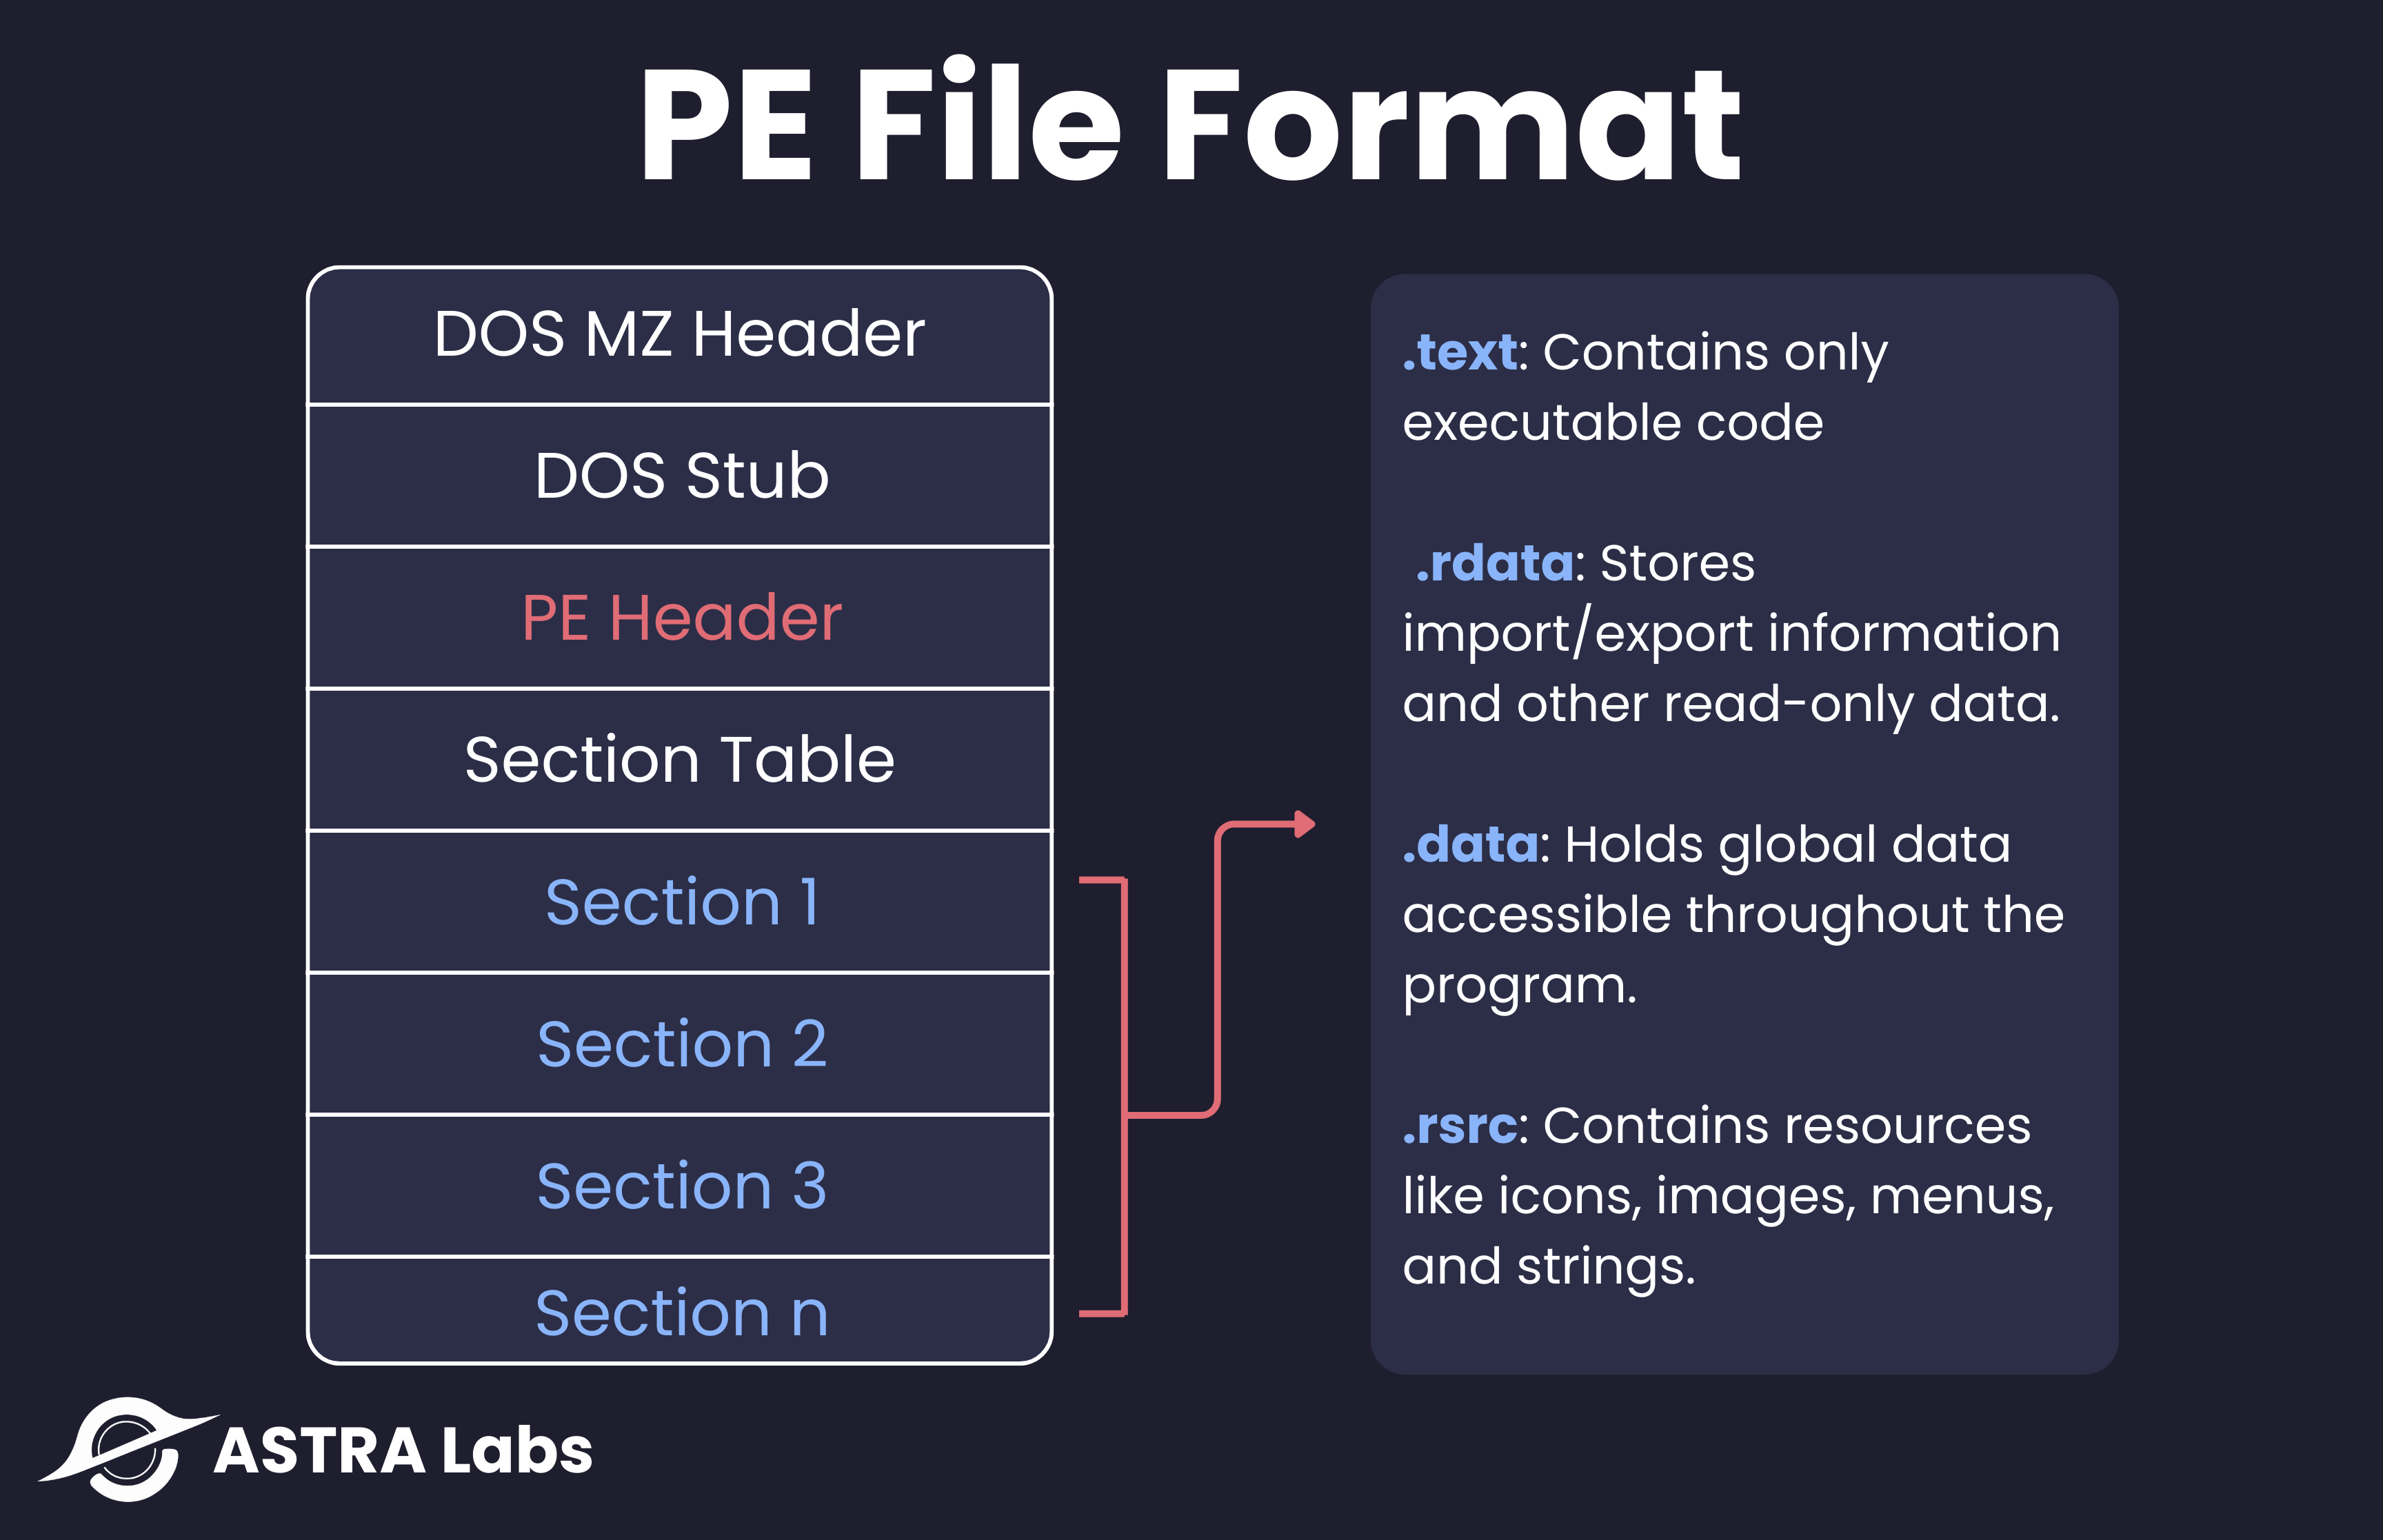 PE File Format
DOS MZ Header
DOS Stub
PE Header
Section Table
Section 1
Section 2
Section 3
Section n
.text: Contains only
executable code
.rdata: Stores
import/export information
and other read-only data.
.data: Holds global data
accessible throughout the
program.
.rsrc: Contains resources
like icons, images, menus,
and strings.
ASTRA Labs